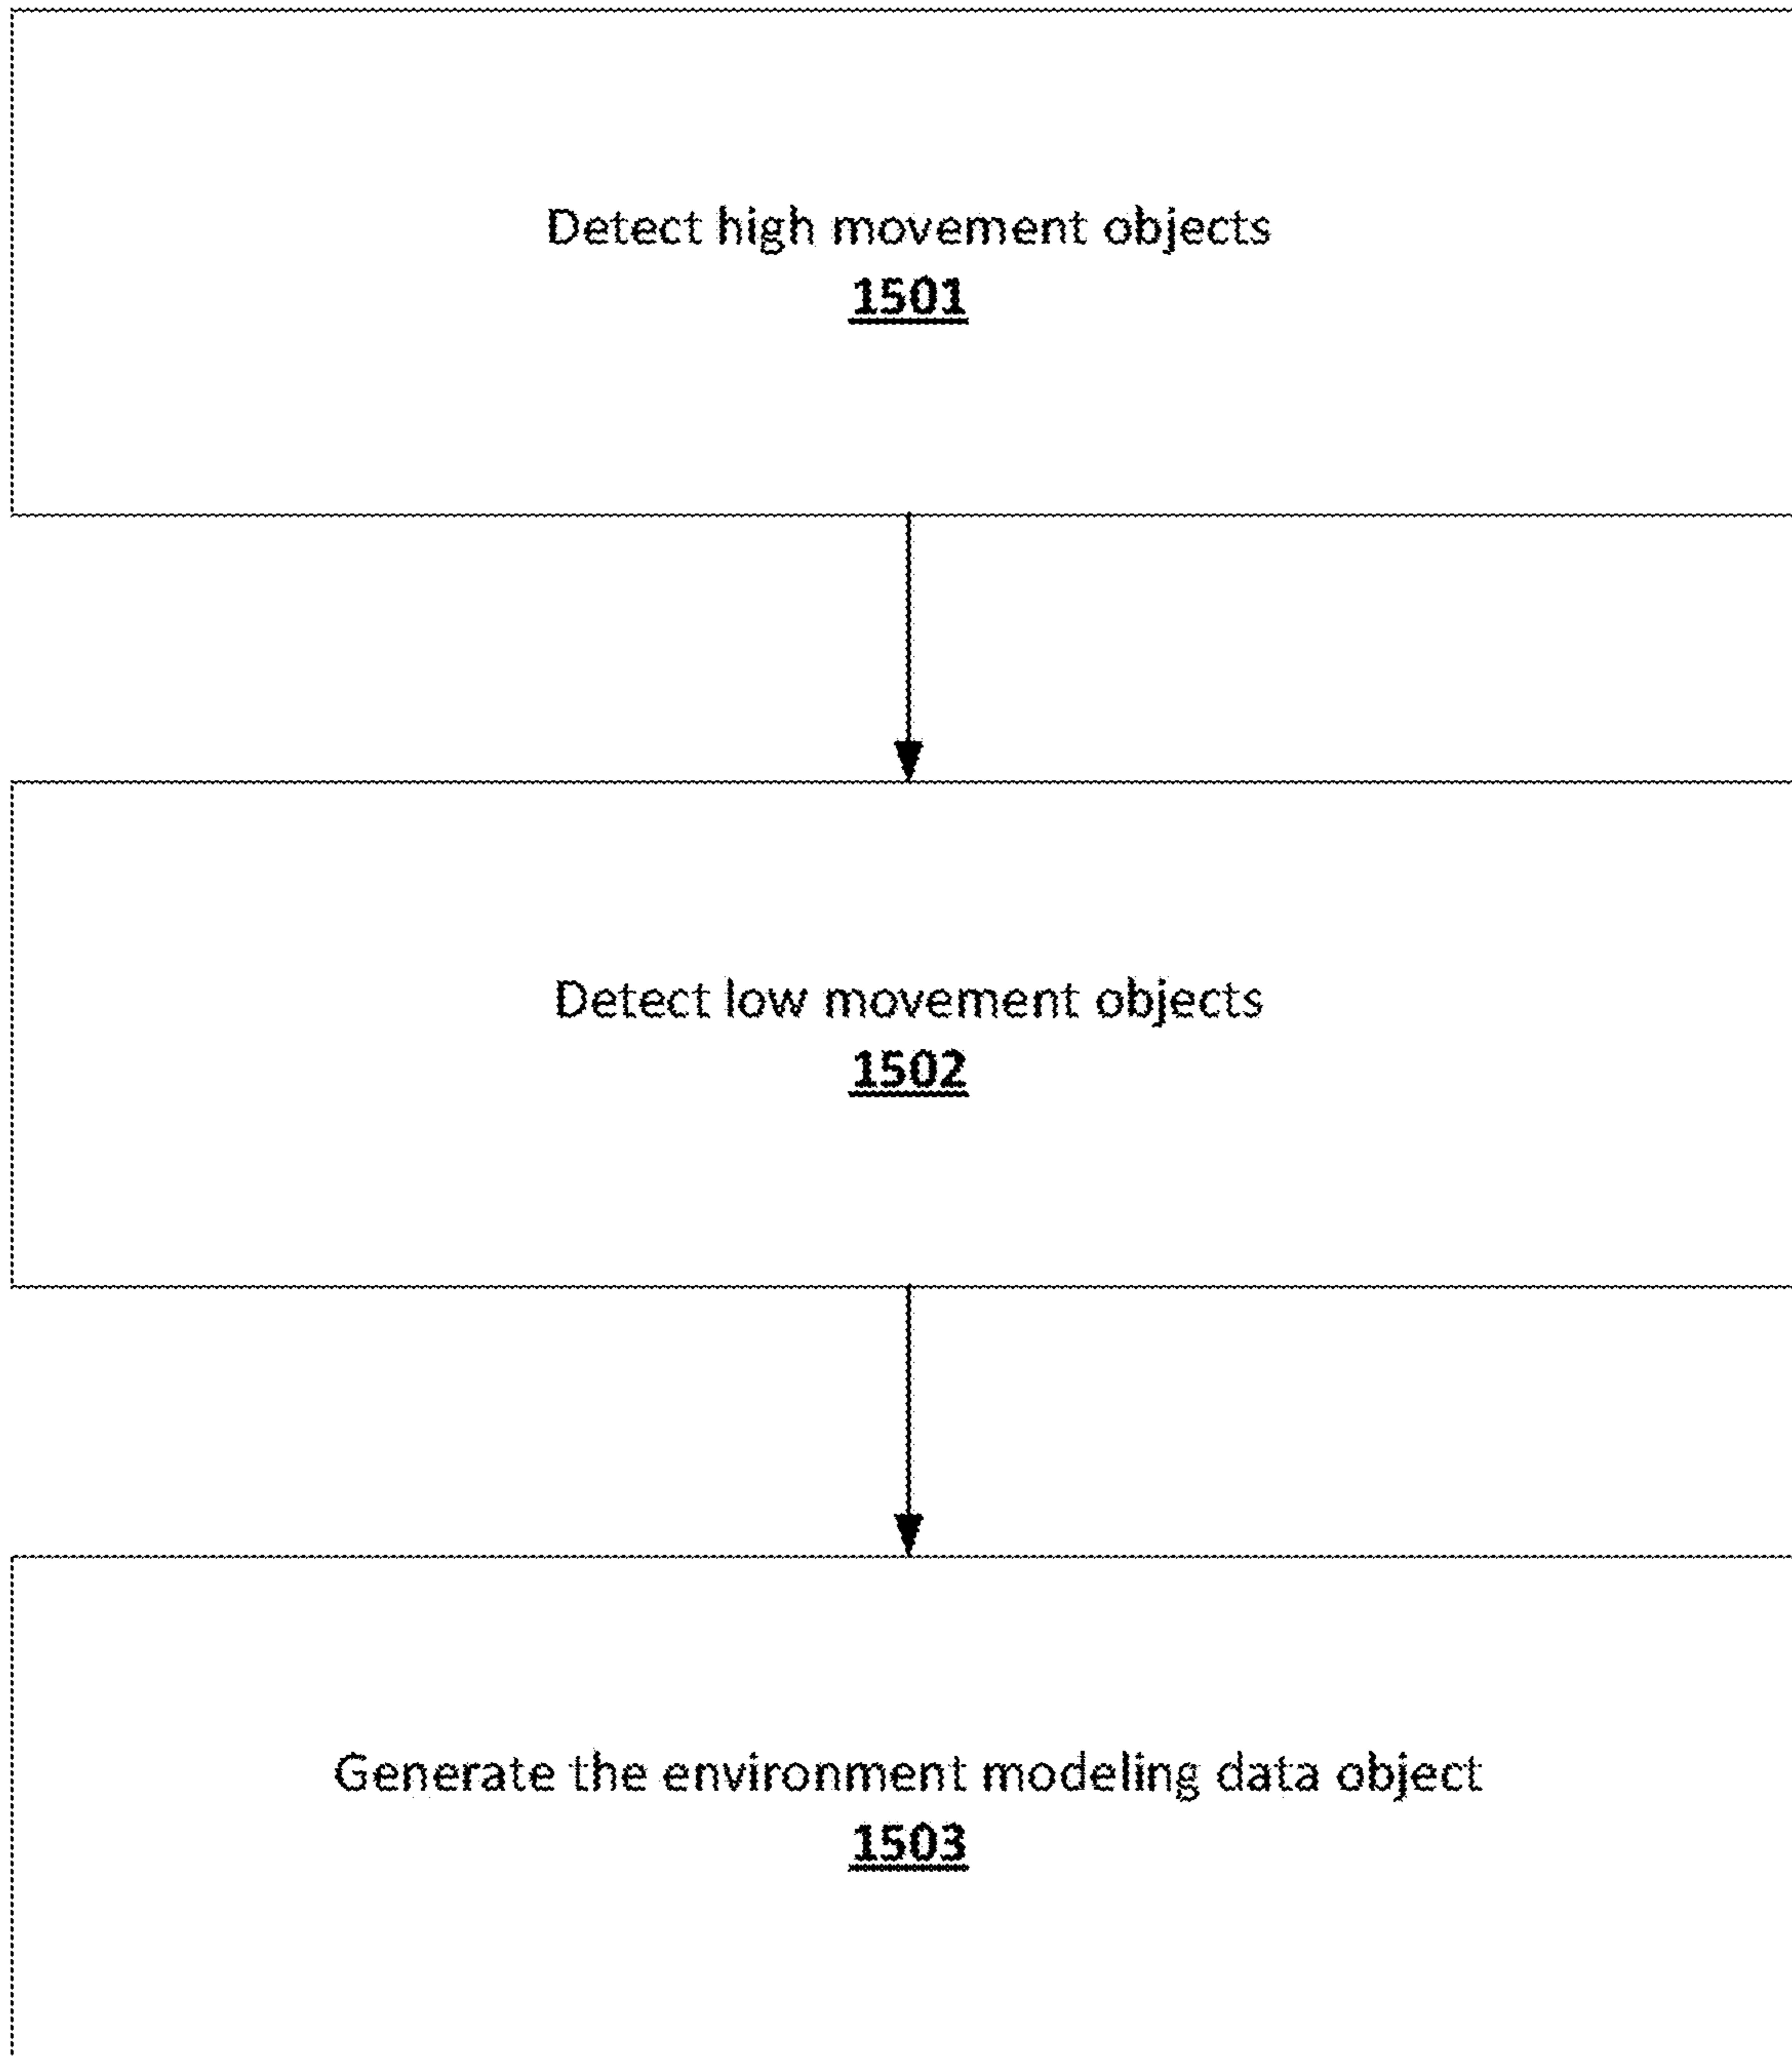 Detect high movement objects
1501
Detect low movement objects
1502
Generate the environment modeling data object
1503